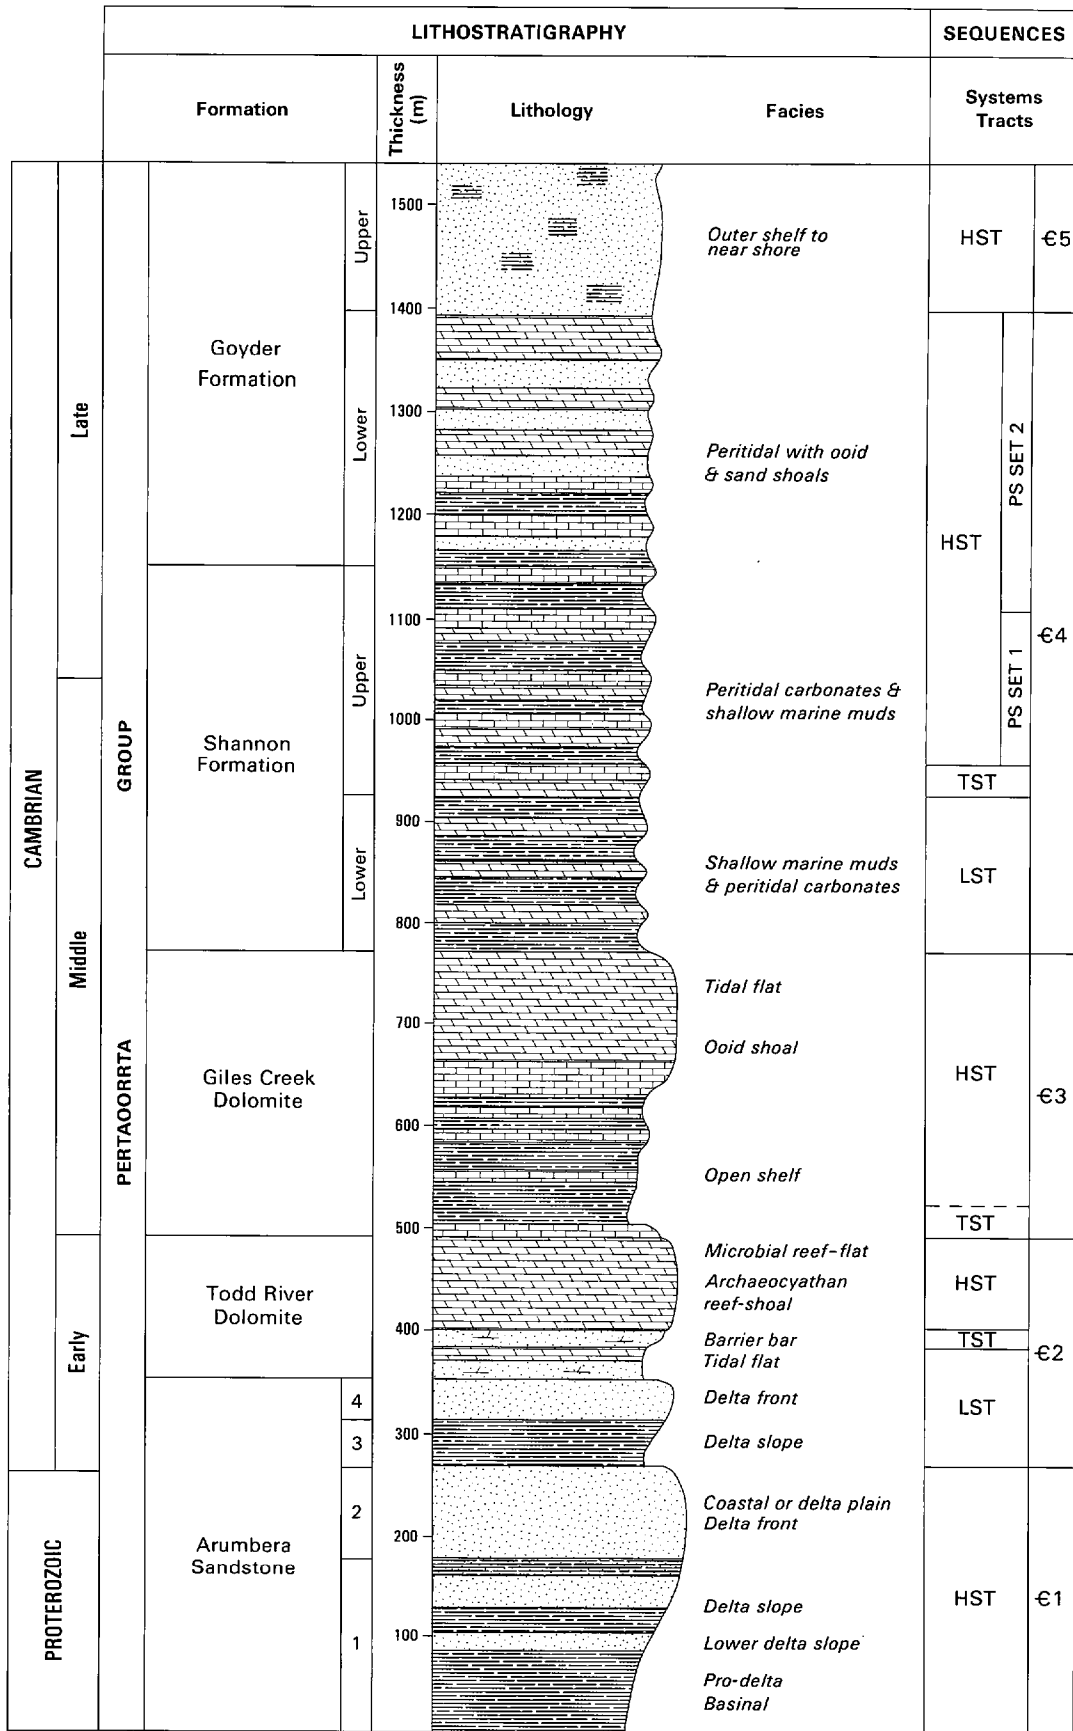 LITHOSTRATIGRAPHY
SEQUENCES
Formation
Thickness
(m)
Lithology
Facies
Systems
Tracts
CAMBRIAN
PROTEROZOIC
Late
Middle
Early
PERTAOORRTA GROUP
Goyder
Formation
Upper
Lower
Shannon
Formation
Upper
Lower
Giles Creek
Dolomite
Todd River
Dolomite
Arumbera
Sandstone
4
3
2
1
1500
1400
1300
1200
1100
1000
900
800
700
600
500
400
300
200
100
Outer shelf to
near shore
Peritidal with ooid
& sand shoals
Peritidal carbonates &
shallow marine muds
Shallow marine muds
& peritidal carbonates
Tidal flat
Ooid shoal
Open shelf
Microbial reef-flat
Archaeocyathan
reef-shoal
Barrier bar
Tidal flat
Delta front
Delta slope
Coastal or delta plain
Delta front
Delta slope
Lower delta slope
Pro-delta
Basinal
HST
Є5
HST
PS SET 2
PS SET 1
Є4
TST
LST
HST
Є3
TST
HST
TST
Є2
LST
HST
Є1